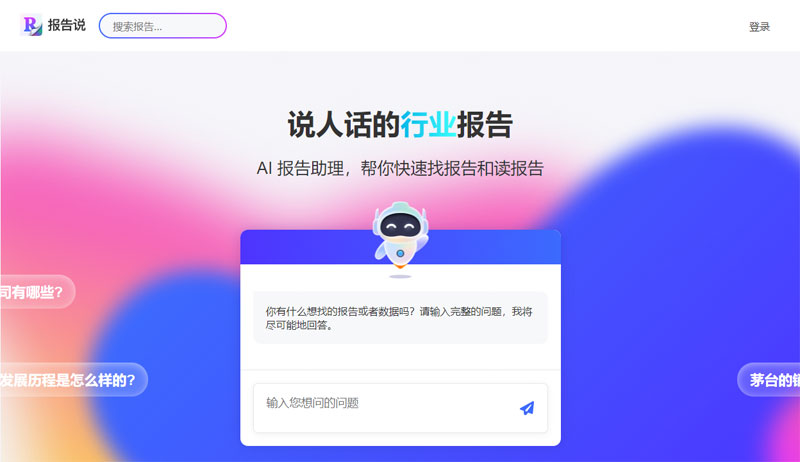 报告说
搜索报告...
登录
说人话的行业报告
AI 报告助理，帮你快速找报告和读报告
司有哪些?
你有什么想找的报告或者数据吗？请输入完整的问题，我将
尽可能地回答。
发展历程是怎么样的?
茅台的
输入您想问的问题